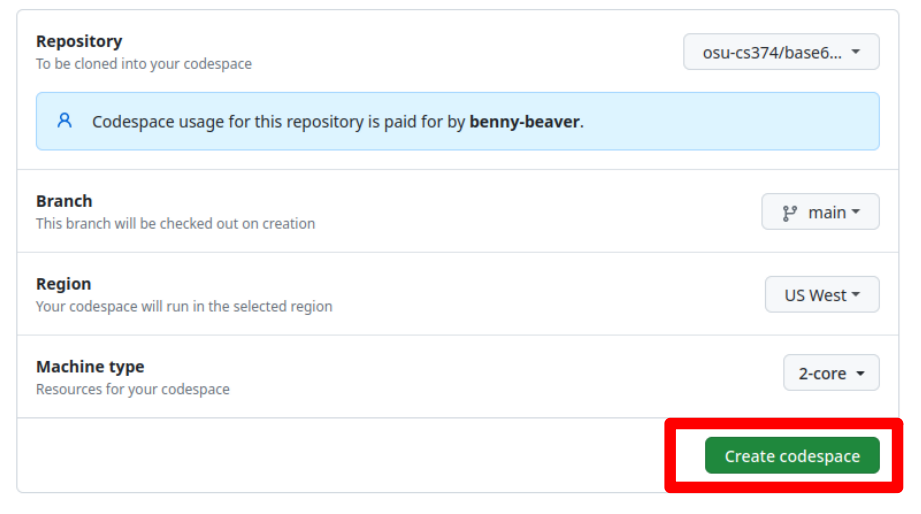 Repository
To be cloned into your codespace
osu-cs374/base6...
Codespace usage for this repository is paid for by benny-beaver.
Branch
This branch will be checked out on creation
main
Region
Your codespace will run in the selected region
US West
Machine type
Resources for your codespace
2-core
Create codespace